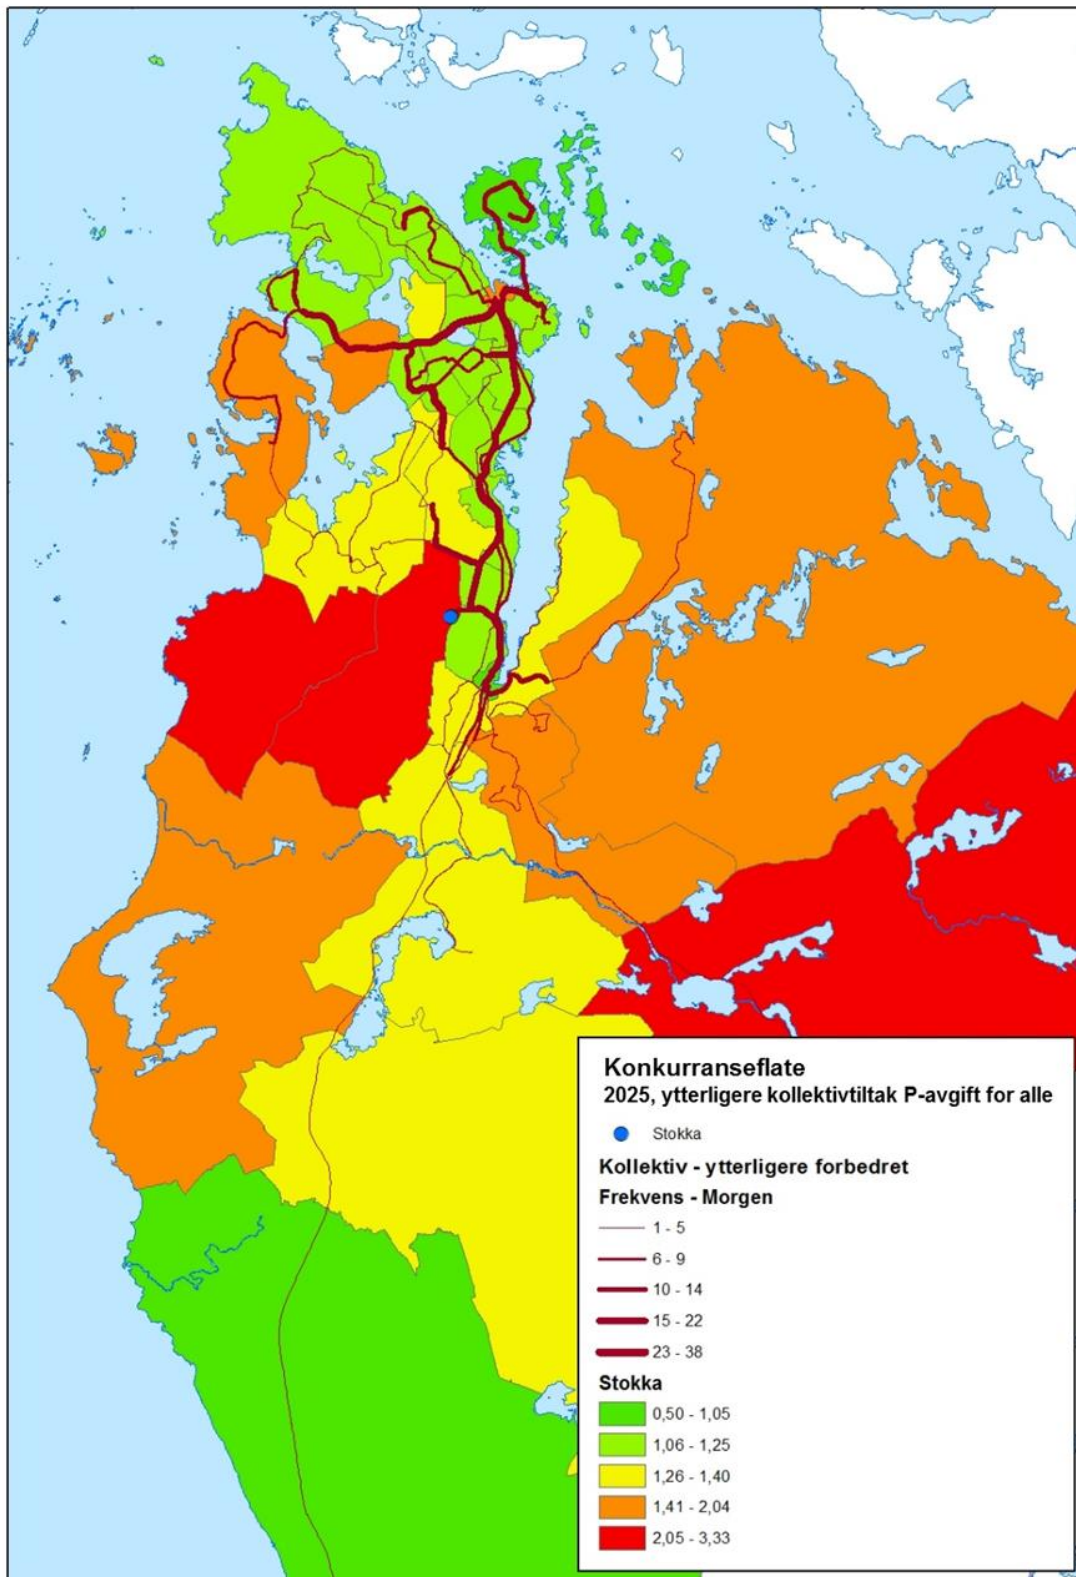 Konkurranseflate
2025, ytterligere kollektivtiltak P-avgift for alle
Stokka
Kollektiv - ytterligere forbedret
Frekvens - Morgen
1 - 5
6 - 9
10 - 14
15 - 22
23 - 38
Stokka
0,50 - 1,05
1,06 - 1,25
1,26 - 1,40
1,41 - 2,04
2,05 - 3,33